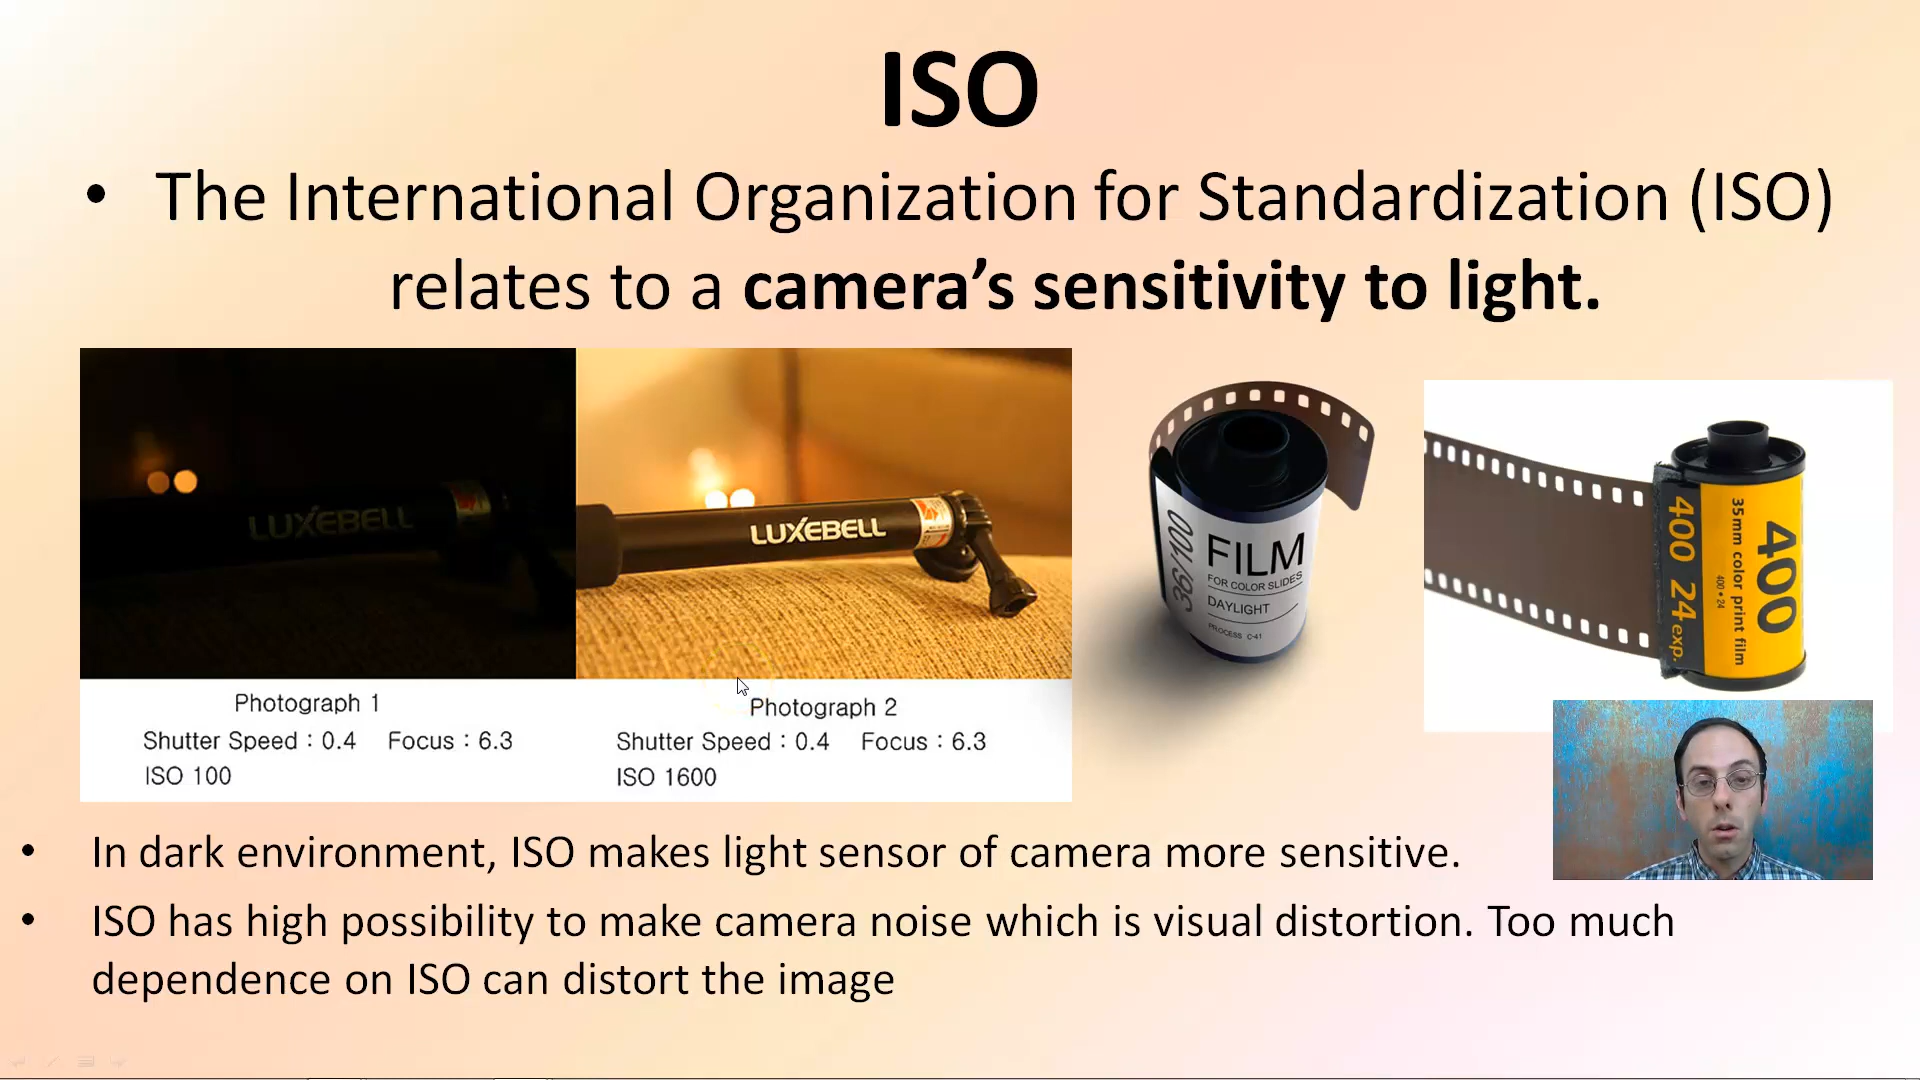 ISO
• The International Organization for Standardization (ISO)
relates to a camera’s sensitivity to light.
LUXEBELL
LUXEBELL
Photograph 1
Shutter Speed : 0.4 Focus : 6.3
ISO 100
Photograph 2
Shutter Speed : 0.4 Focus : 6.3
ISO 1600
36/100
FILM
FOR COLOR SLIDES
DAYLIGHT
PROCESS C-41
400 24 exp.
400
35mm color print film
400 • 24
• In dark environment, ISO makes light sensor of camera more sensitive.
• ISO has high possibility to make camera noise which is visual distortion. Too much
dependence on ISO can distort the image